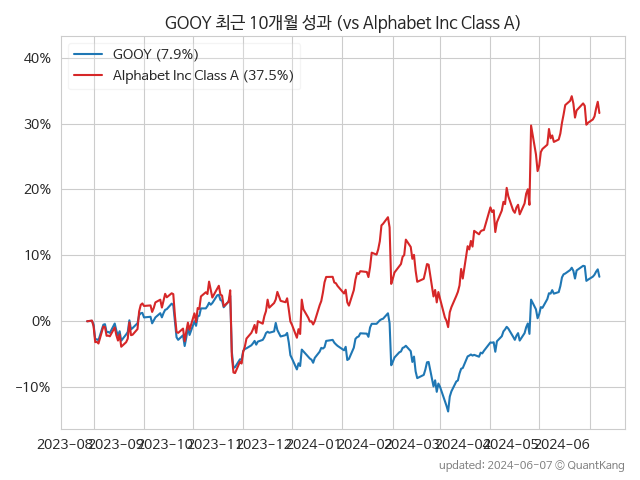 GOOY 최근 10개월 성과 (vs Alphabet Inc Class A)
GOOY (7.9%)
Alphabet Inc Class A (37.5%)
40%
30%
20%
10%
0%
−10%
2023-08 2023-09 2023-10 2023-11 2023-12 2024-01 2024-02 2024-03 2024-04 2024-05 2024-06
updated: 2024-06-07 © QuantKang